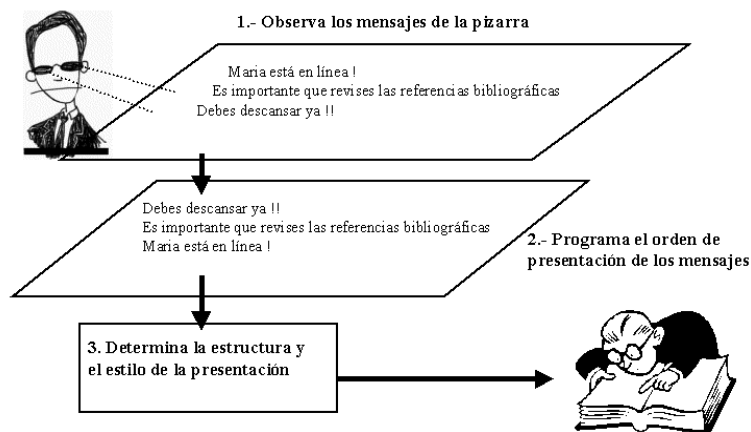 1.- Observa los mensajes de la pizarra
Maria está en línea !
Es importante que revises las referencias bibliográficas
Debes descansar ya !!
Debes descansar ya !!
Es importante que revises las referencias bibliográficas
Maria está en línea !
2.- Programa el orden de
presentación de los mensajes
3. Determina la estructura y
el estilo de la presentación